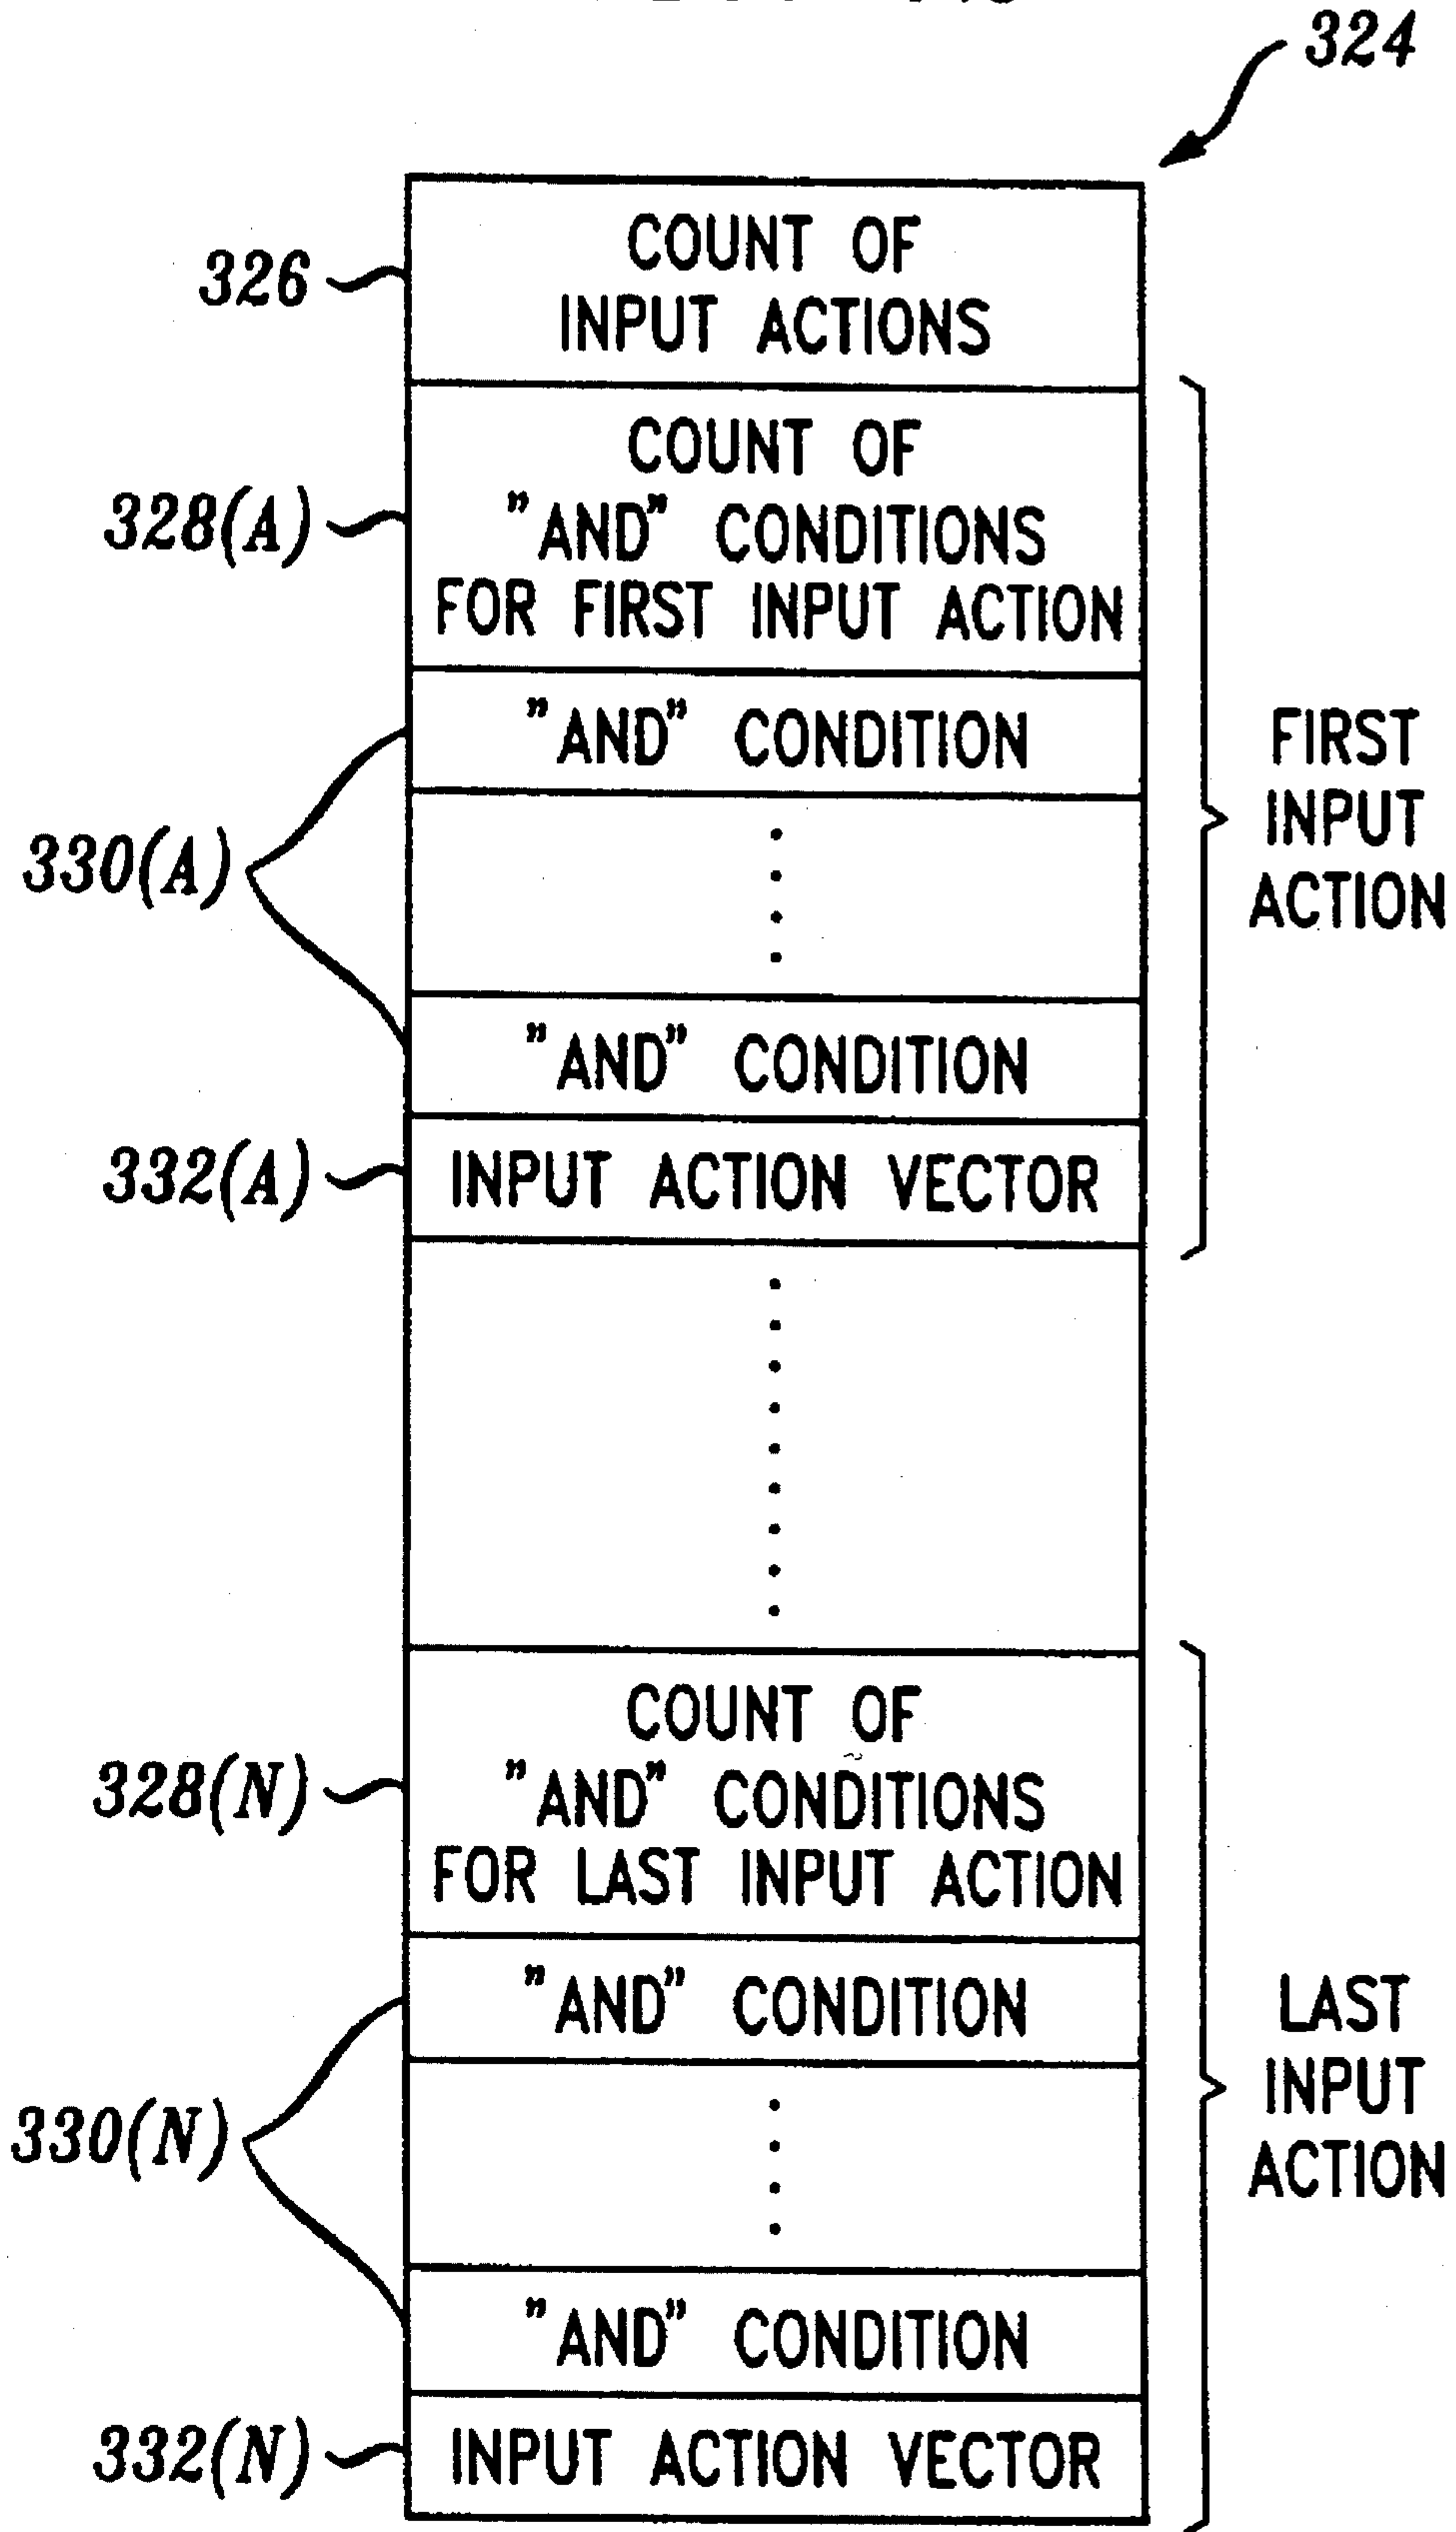 324
326
COUNT OF
INPUT ACTIONS
328(A)
COUNT OF
"AND" CONDITIONS
FOR FIRST INPUT ACTION
"AND" CONDITION
330(A)
"AND" CONDITION
332(A)
INPUT ACTION VECTOR
FIRST
INPUT
ACTION
328(N)
COUNT OF
"AND" CONDITIONS
FOR LAST INPUT ACTION
"AND" CONDITION
330(N)
"AND" CONDITION
332(N)
INPUT ACTION VECTOR
LAST
INPUT
ACTION